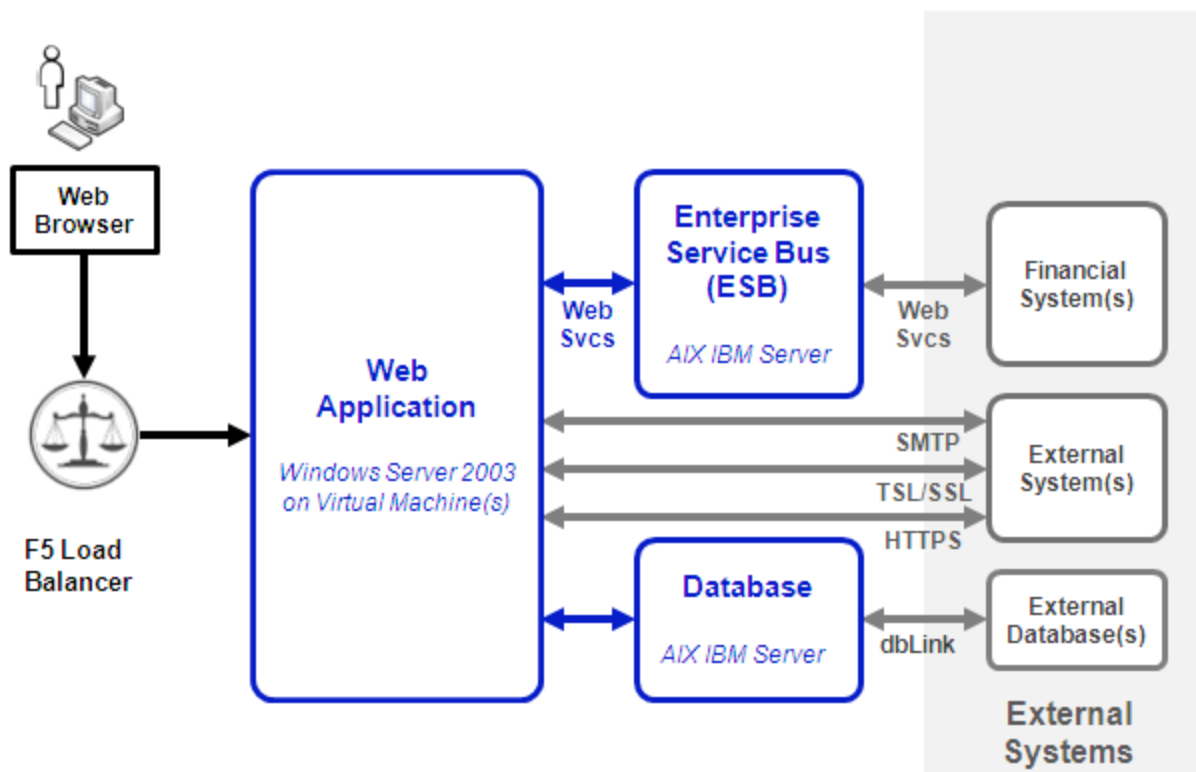 Web
Browser
F5 Load
Balancer
Web
Application
Windows Server 2003
on Virtual Machine(s)
Web
Svcs
Enterprise
Service Bus
(ESB)
AIX IBM Server
Web
Svcs
Financial
System(s)
SMTP
TSL/SSL
HTTPS
External
System(s)
Database
AIX IBM Server
dbLink
External
Database(s)
External
Systems